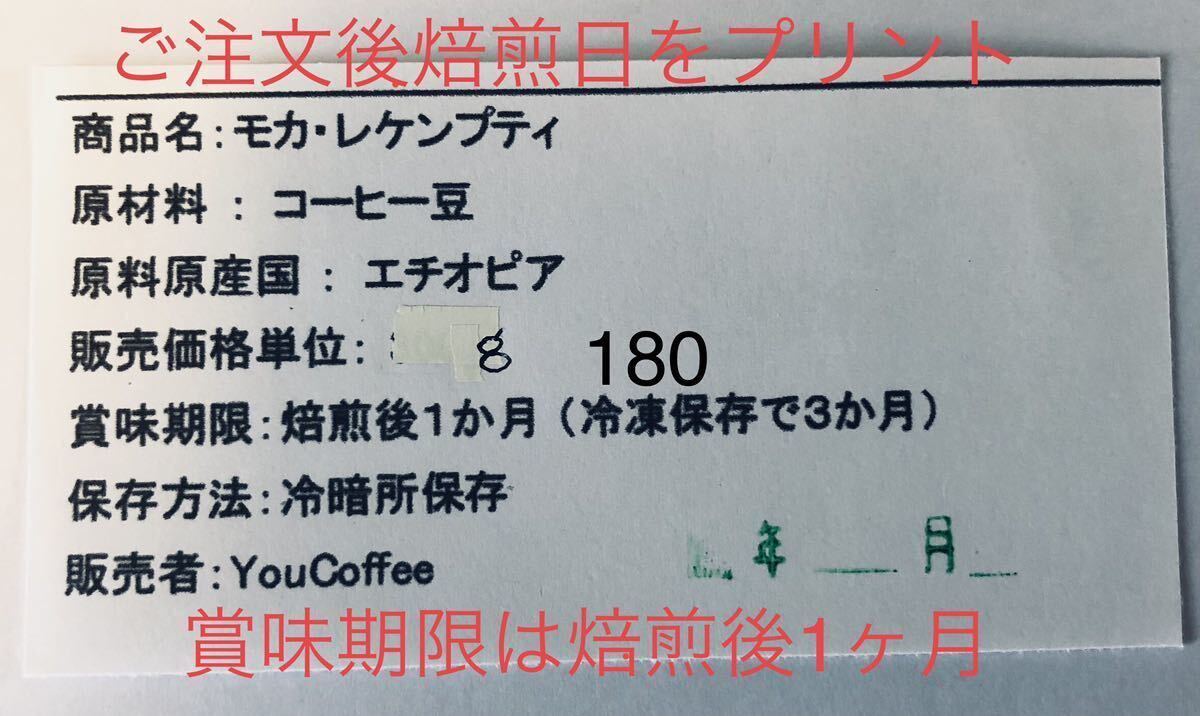 ご注文後焙煎日をプリント
商品名：モカ・レケンプティ
原材料 ： コーヒー豆
原料原産国 ： エチオピア
販売価格単位： g 180
賞味期限：焙煎後１か月（冷凍保存で３か月）
保存方法：冷暗所保存
販売者：YouCoffee
年 月
賞味期限は焙煎後1ヶ月